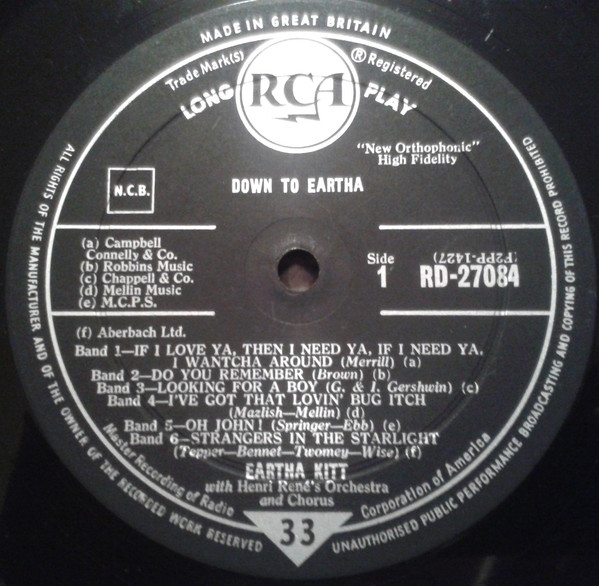 MADE IN GREAT BRITAIN
Trade Mark(s) ® Registered
LONG RCA PLAY
"New Orthophonic"
High Fidelity
N.C.B.
DOWN TO EARTHA
(a) Campbell
Connelly & Co.
(b) Robbins Music
(c) Chappell & Co.
(d) Mellin Music
(e) M.C.P.S.
(f) Aberbach Ltd.
Side
1
(F2PP-1427)
RD-27084
Band 1—IF I LOVE YA, THEN I NEED YA, IF I NEED YA,
I WANTCHA AROUND (Merrill) (a)
Band 2—DO YOU REMEMBER (Brown) (b)
Band 3—LOOKING FOR A BOY (G. & I. Gershwin) (c)
Band 4—I'VE GOT THAT LOVIN' BUG ITCH
(Mazlish—Mellin) (d)
Band 5—OH JOHN! (Springer—Ebb) (e)
Band 6—STRANGERS IN THE STARLIGHT
(Tepper—Bennet—Twomey—Wise) (f)
EARTHA KITT
with Henri René's Orchestra
and Chorus
Master Recording of Radio Corporation of America
33
ALL RIGHTS OF THE MANUFACTURER AND OF THE OWNER OF THE RECORDED WORK RESERVED
UNAUTHORISED PUBLIC PERFORMANCE BROADCASTING AND COPYING OF THIS RECORD PROHIBITED